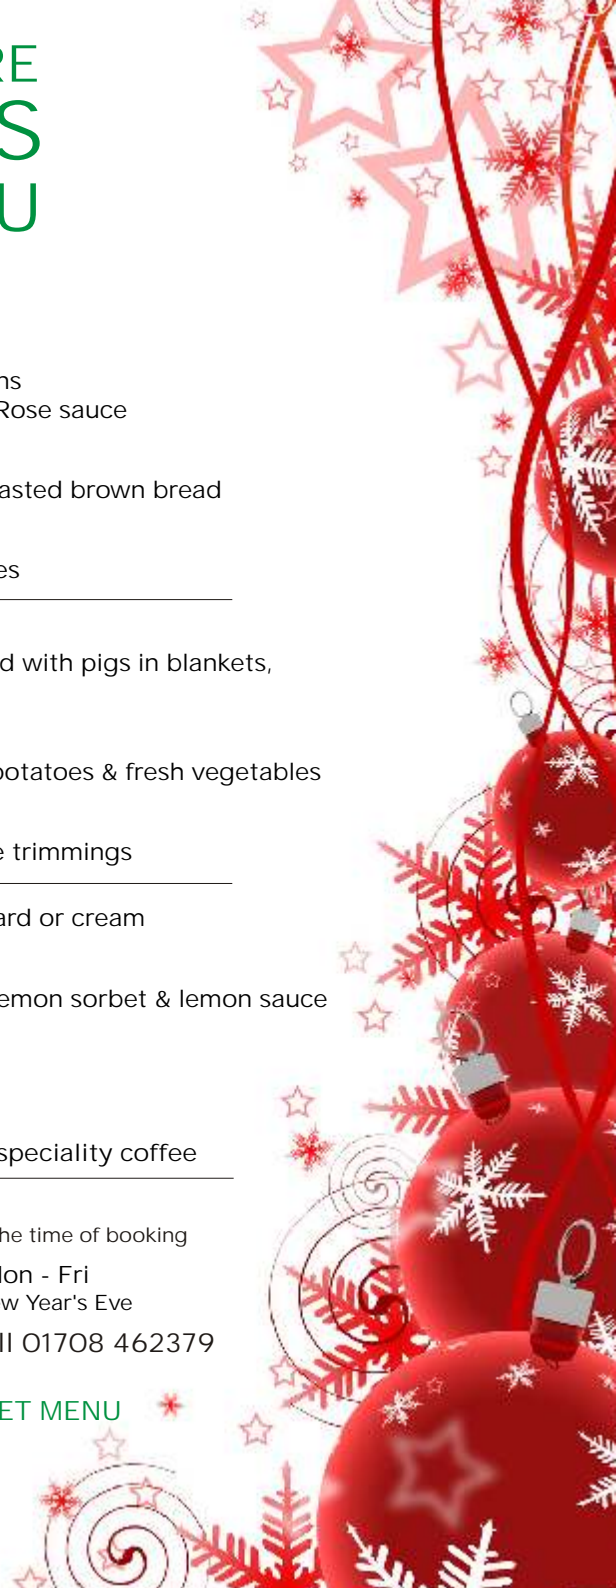 RE
S
U
ns
Rose sauce
asted brown bread
es
d with pigs in blankets,
potatoes & fresh vegetables
e trimmings
ard or cream
emon sorbet & lemon sauce
speciality coffee
he time of booking
on - Fri
w Year's Eve
ll 01708 462379
ET MENU